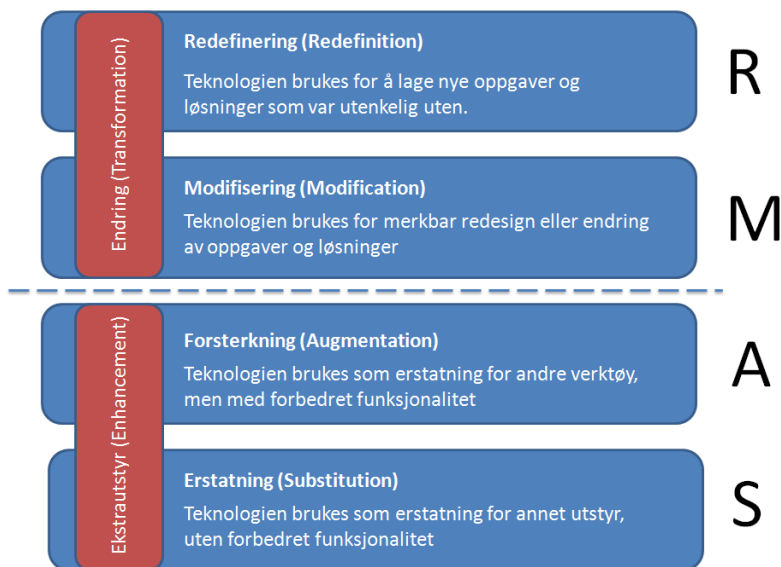 Endring (Transformation)
Redefinering (Redefinition)
Teknologien brukes for å lage nye oppgaver og
løsninger som var utenkelig uten.
R
Modifisering (Modification)
Teknologien brukes for merkbar redesign eller endring
av oppgaver og løsninger
M
Ekstrautstyr (Enhancement)
Forsterkning (Augmentation)
Teknologien brukes som erstatning for andre verktøy,
men med forbedret funksjonalitet
A
Erstatning (Substitution)
Teknologien brukes som erstatning for annet utstyr,
uten forbedret funksjonalitet
S